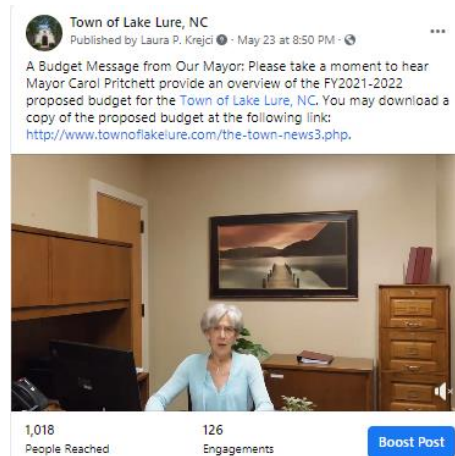 Town of Lake Lure, NC
Published by Laura P. Krejci · May 23 at 8:50 PM ·
A Budget Message from Our Mayor: Please take a moment to hear
Mayor Carol Pritchett provide an overview of the FY2021-2022
proposed budget for the Town of Lake Lure, NC. You may download a
copy of the proposed budget at the following link:
http://www.townoflakelure.com/the-town-news3.php.
1,018
People Reached
126
Engagements
Boost Post